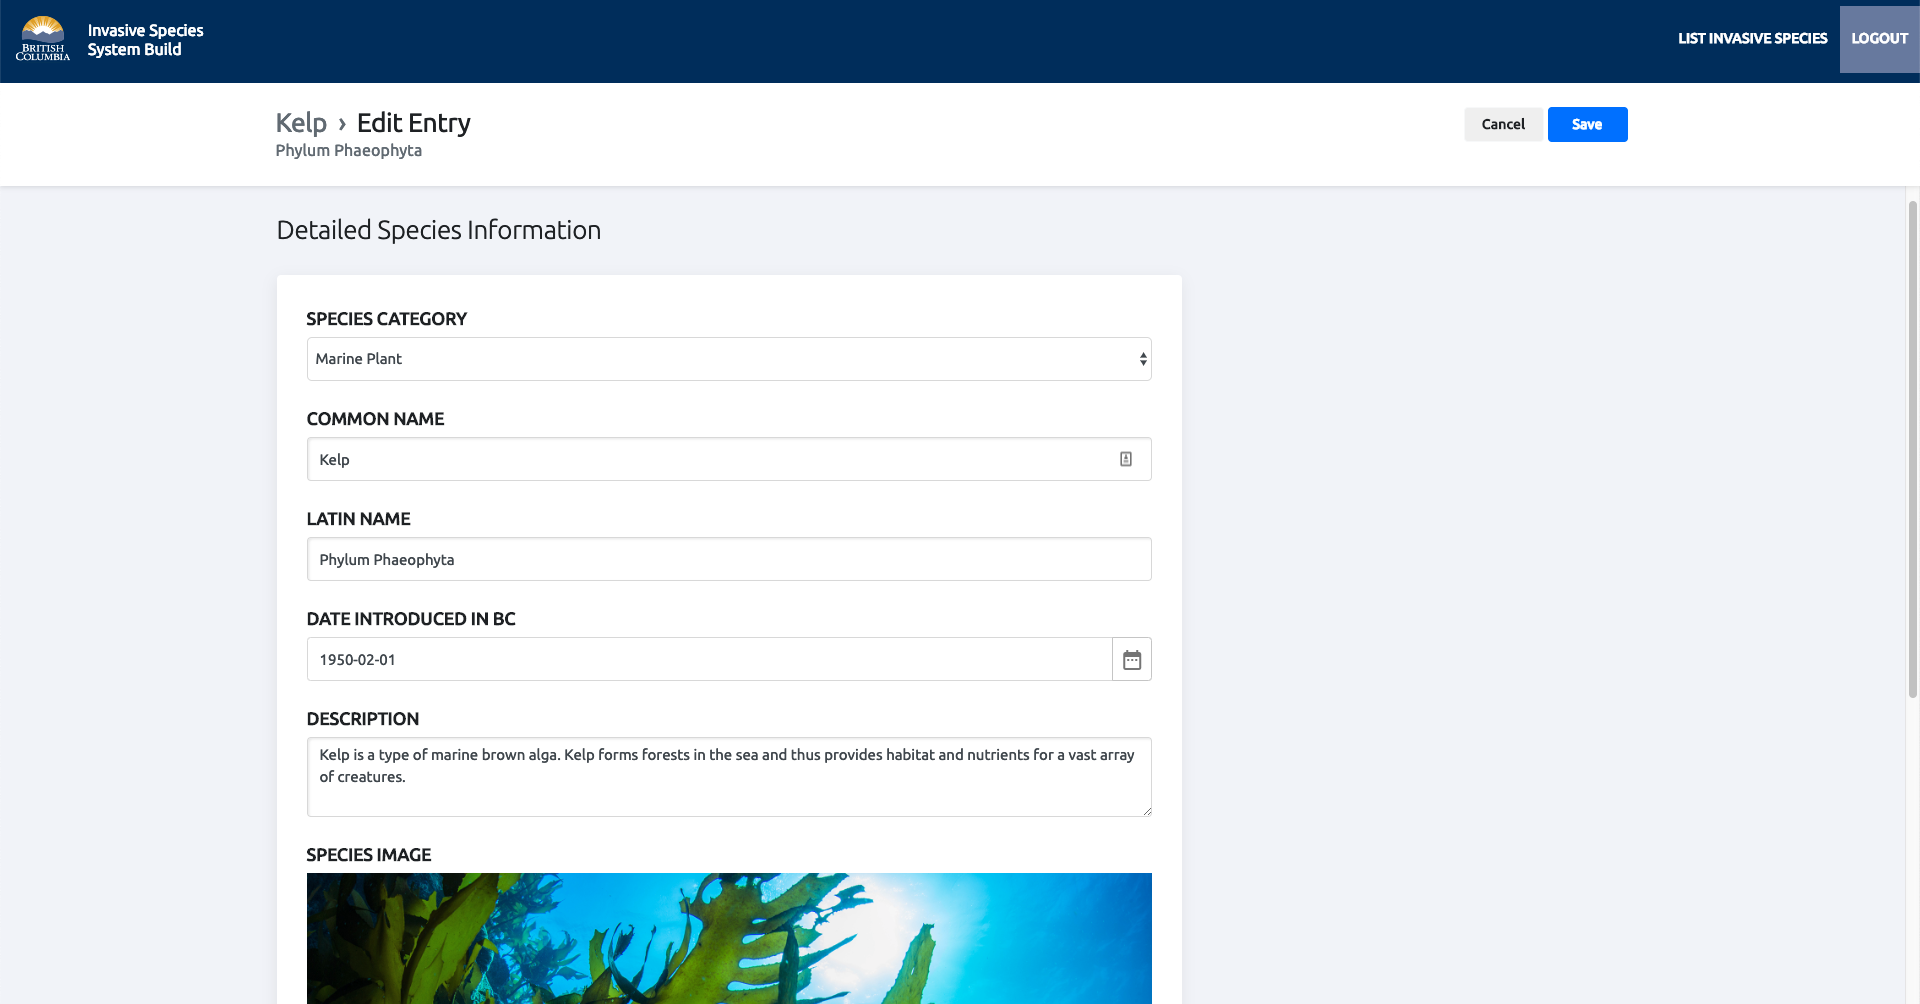 BRITISH
COLUMBIA
Invasive Species
System Build
LIST INVASIVE SPECIES
LOGOUT
Kelp › Edit Entry
Phylum Phaeophyta
Cancel
Save
Detailed Species Information
SPECIES CATEGORY
Marine Plant
COMMON NAME
Kelp
LATIN NAME
Phylum Phaeophyta
DATE INTRODUCED IN BC
1950-02-01
DESCRIPTION
Kelp is a type of marine brown alga. Kelp forms forests in the sea and thus provides habitat and nutrients for a vast array
of creatures.
SPECIES IMAGE